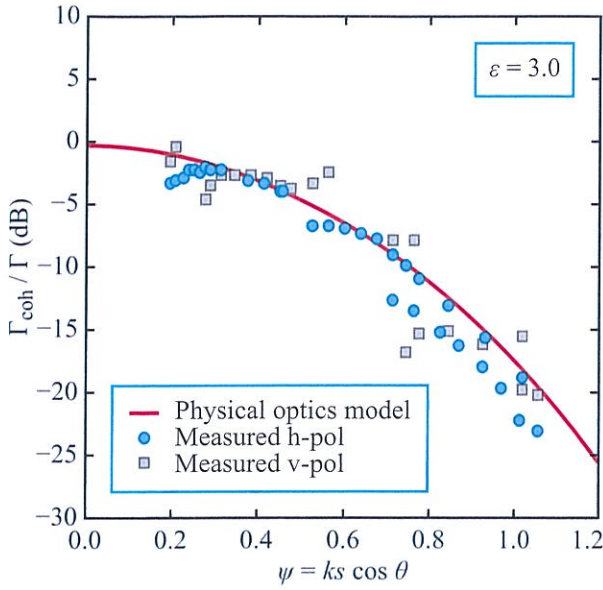 10
5
0
−5
−10
−15
−20
−25
−30
0.0
0.2
0.4
0.6
0.8
1.0
1.2
Γcoh / Γ (dB)
ψ = ks cos θ
ε = 3.0
Physical optics model
Measured h-pol
Measured v-pol